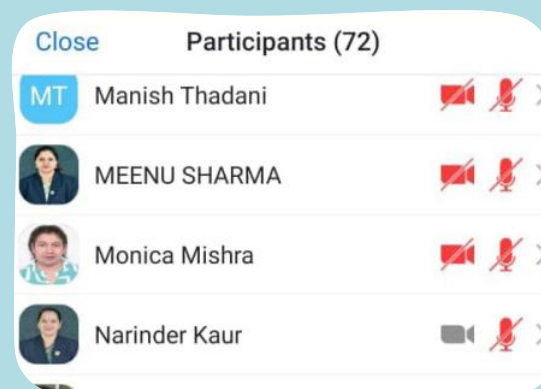 Close Participants (72)
MT Manish Thadani
MEENU SHARMA
Monica Mishra
Narinder Kaur